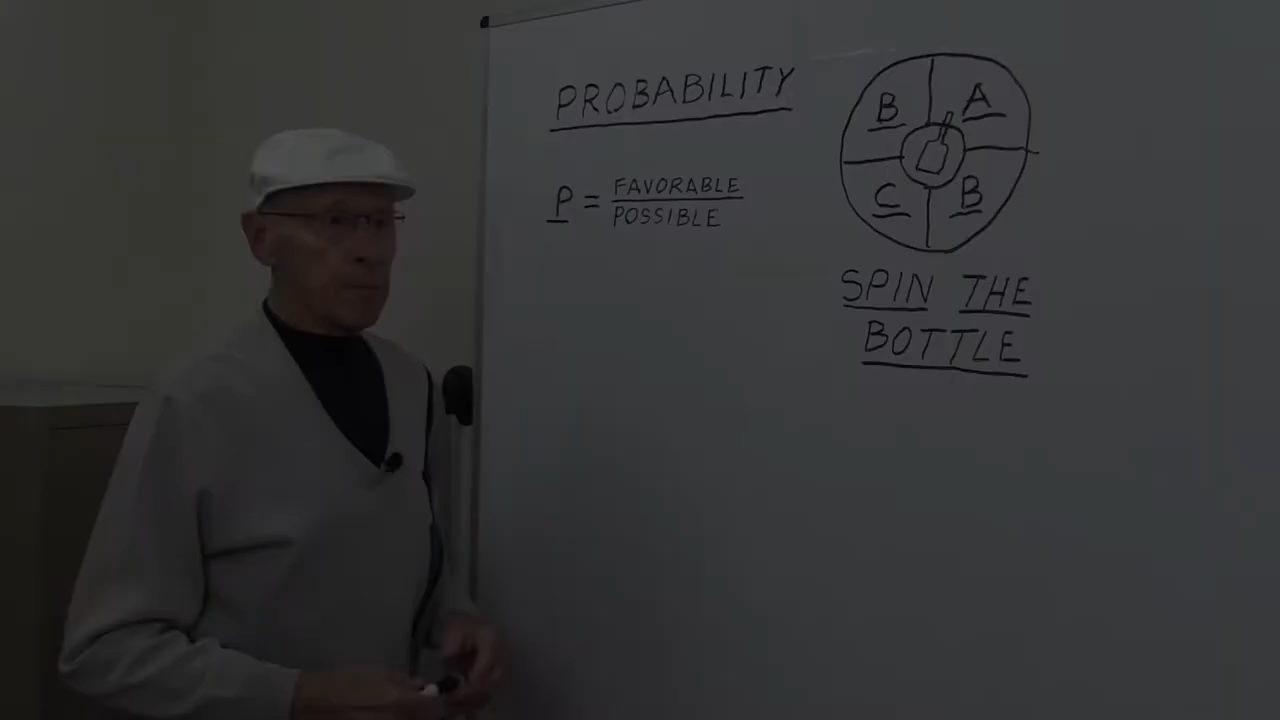 PROBABILITY
P = FAVORABLE
POSSIBLE
B A
C B
SPIN THE
BOTTLE